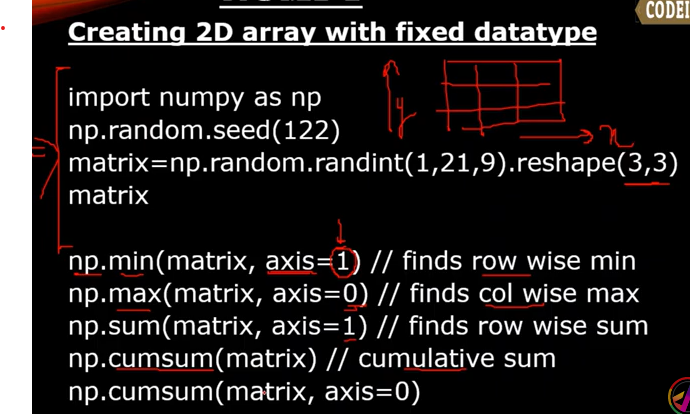 CODEI
Creating 2D array with fixed datatype
import numpy as np
np.random.seed(122)
matrix=np.random.randint(1,21,9).reshape(3,3)
matrix
y
x
np.min(matrix, axis=1) // finds row wise min
np.max(matrix, axis=0) // finds col wise max
np.sum(matrix, axis=1) // finds row wise sum
np.cumsum(matrix) // cumulative sum
np.cumsum(matrix, axis=0)